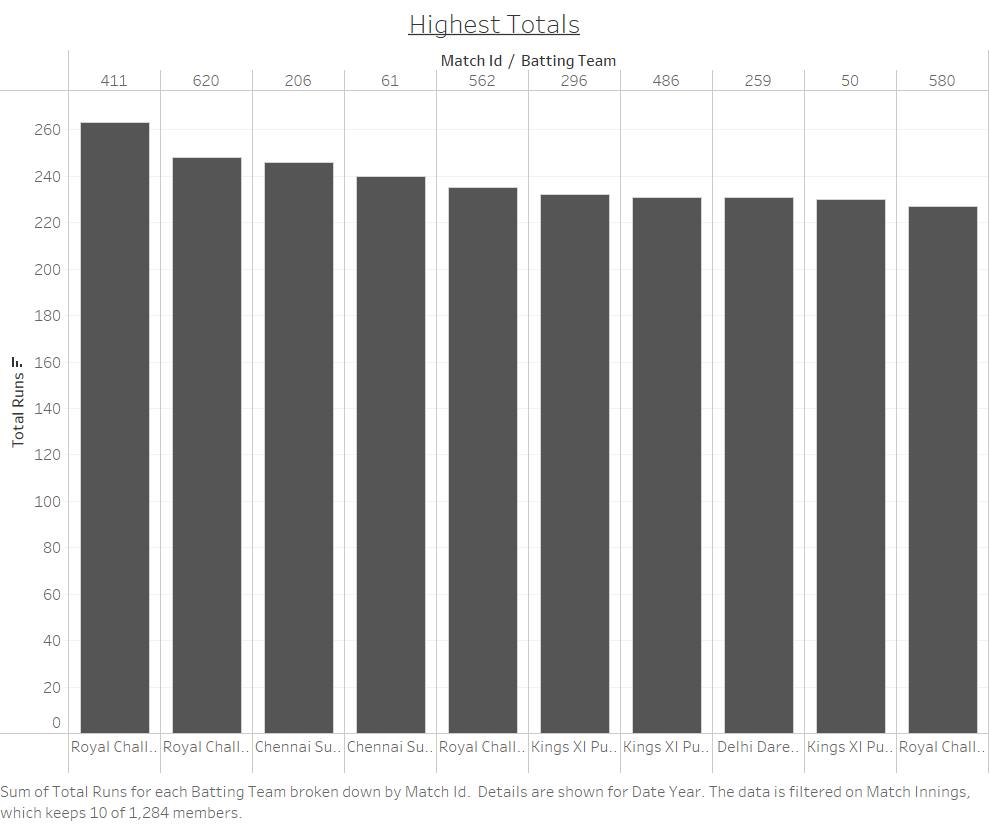 Highest Totals
Match Id / Batting Team
411 620 206 61 562 296 486 259 50 580
260
240
220
200
180
160
140
120
100
80
60
40
20
0
Total Runs
Royal Chall.. Royal Chall.. Chennai Su.. Chennai Su.. Royal Chall.. Kings XI Pu.. Kings XI Pu.. Delhi Dare.. Kings XI Pu.. Royal Chall..
Sum of Total Runs for each Batting Team broken down by Match Id.  Details are shown for Date Year. The data is filtered on Match Innings,
which keeps 10 of 1,284 members.